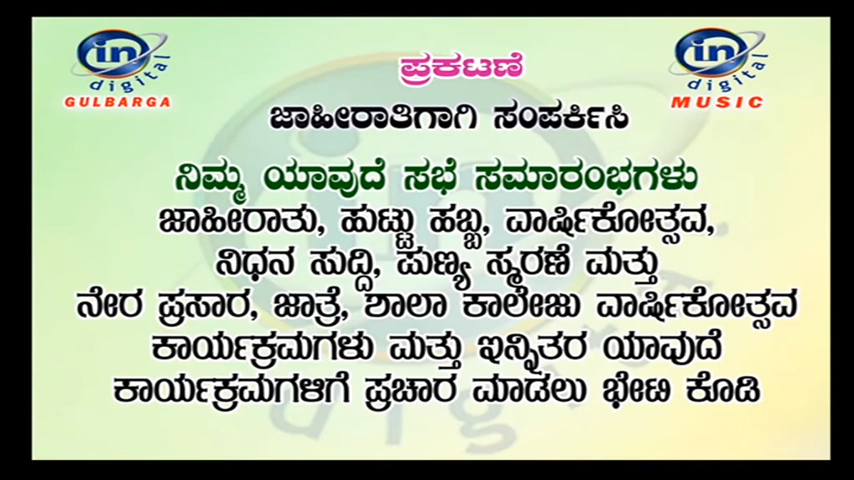 in
digital
GULBARGA
in
digital
MUSIC
ಪ್ರಕಟಣೆ
ಜಾಹೀರಾತಿಗಾಗಿ ಸಂಪರ್ಕಿಸಿ
ನಿಮ್ಮ ಯಾವುದೆ ಸಭೆ ಸಮಾರಂಭಗಳು
ಜಾಹೀರಾತು, ಹುಟ್ಟು ಹಬ್ಬ, ವಾರ್ಷಿಕೋತ್ಸವ,
ನಿಧನ ಸುದ್ದಿ, ಪುಣ್ಯ ಸ್ಮರಣೆ ಮತ್ತು
ನೇರ ಪ್ರಸಾರ, ಜಾತ್ರೆ, ಶಾಲಾ ಕಾಲೇಜು ವಾರ್ಷಿಕೋತ್ಸವ
ಕಾರ್ಯಕ್ರಮಗಳು ಮತ್ತು ಇನ್ನಿತರ ಯಾವುದೆ
ಕಾರ್ಯಕ್ರಮಗಳಿಗೆ ಪ್ರಚಾರ ಮಾಡಲು ಭೇಟಿ ಕೊಡಿ